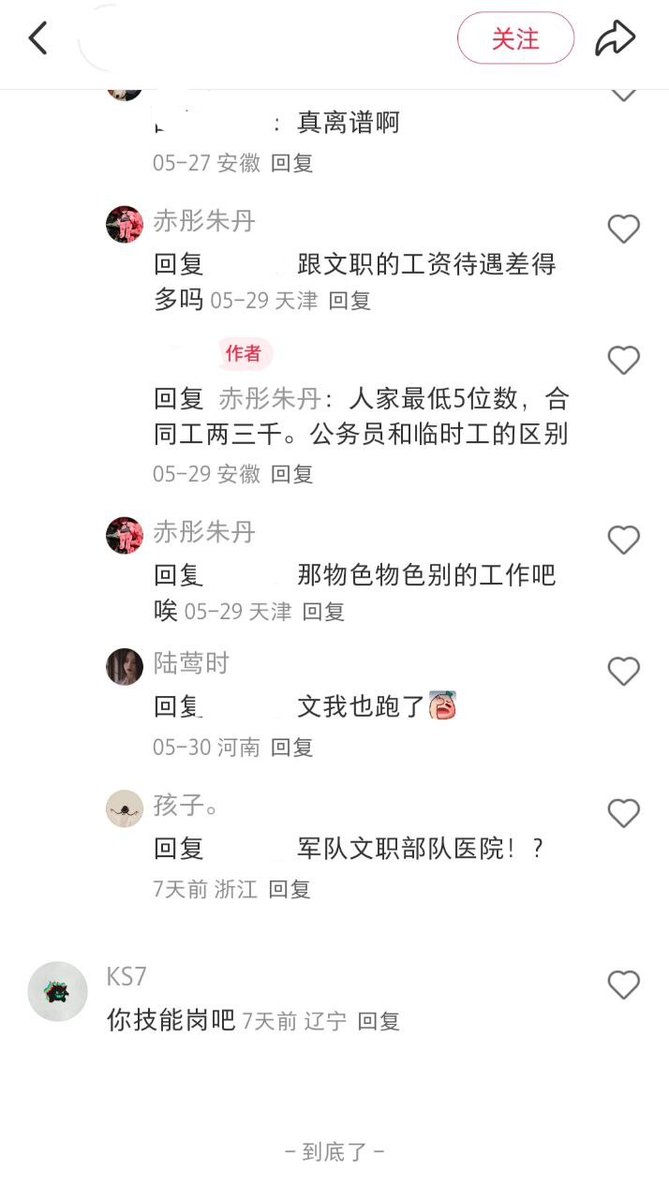 关注
：真离谱啊
05-27 安徽 回复
赤彤朱丹
回复 跟文职的工资待遇差得
多吗 05-29 天津 回复
作者
回复 赤彤朱丹：人家最低5位数，合
同工两三千。公务员和临时工的区别
05-29 安徽 回复
赤彤朱丹
回复 那物色物色别的工作吧
唉 05-29 天津 回复
陆莺时
回复 文我也跑了
05-30 河南 回复
孩子。
回复 军队文职部队医院！？
7天前 浙江 回复
KS7
你技能岗吧 7天前 辽宁 回复
- 到底了 -